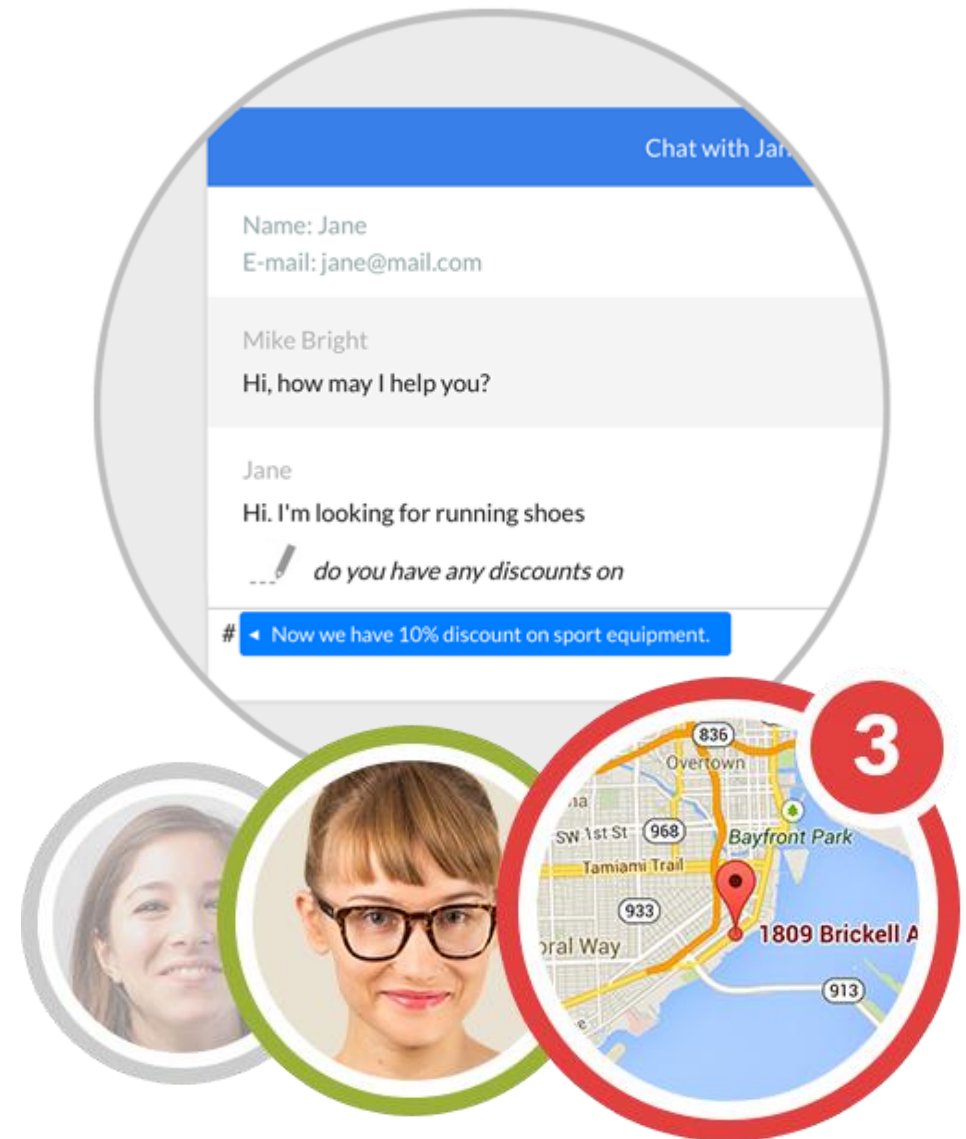 Chat with Jan
Name: Jane
E-mail: jane@mail.com
Mike Bright
Hi, how may I help you?
Jane
Hi. I'm looking for running shoes
do you have any discounts on
# Now we have 10% discount on sport equipment.
3
836
Overtown
SW 1st St
968
Bayfront Park
Tamiami Trail
933
1809 Brickell A
oral Way
913